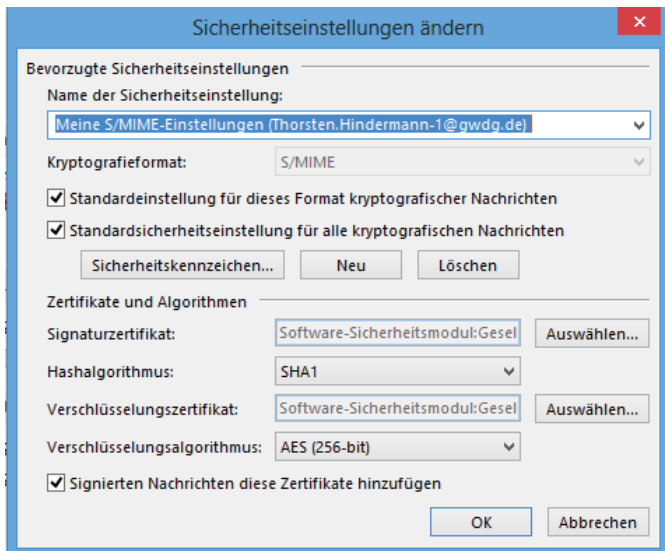 Sicherheitseinstellungen ändern
Bevorzugte Sicherheitseinstellungen
Name der Sicherheitseinstellung:
Meine S/MIME-Einstellungen (Thorsten.Hindermann-1@gwdg.de)
Kryptografieformat: S/MIME
Standardeinstellung für dieses Format kryptografischer Nachrichten
Standardsicherheitseinstellung für alle kryptografischen Nachrichten
Sicherheitskennzeichen... Neu Löschen
Zertifikate und Algorithmen
Signaturzertifikat: Software-Sicherheitsmodul:Gesel Auswählen...
Hashalgorithmus: SHA1
Verschlüsselungszertifikat: Software-Sicherheitsmodul:Gesel Auswählen...
Verschlüsselungsalgorithmus: AES (256-bit)
Signierten Nachrichten diese Zertifikate hinzufügen
OK Abbrechen